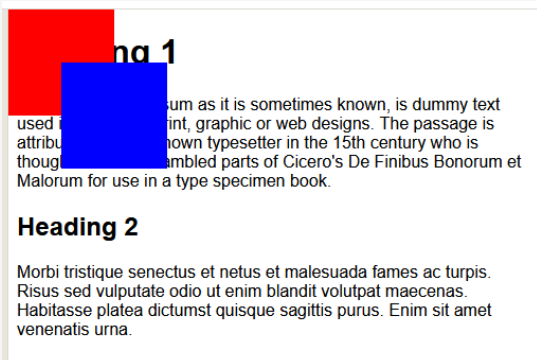 ng 1
sum as it is sometimes known, is dummy text
used rint, graphic or web designs. The passage is
attribu nown typesetter in the 15th century who is
though ambled parts of Cicero's De Finibus Bonorum et
Malorum for use in a type specimen book.
Heading 2
Morbi tristique senectus et netus et malesuada fames ac turpis.
Risus sed vulputate odio ut enim blandit volutpat maecenas.
Habitasse platea dictumst quisque sagittis purus. Enim sit amet
venenatis urna.